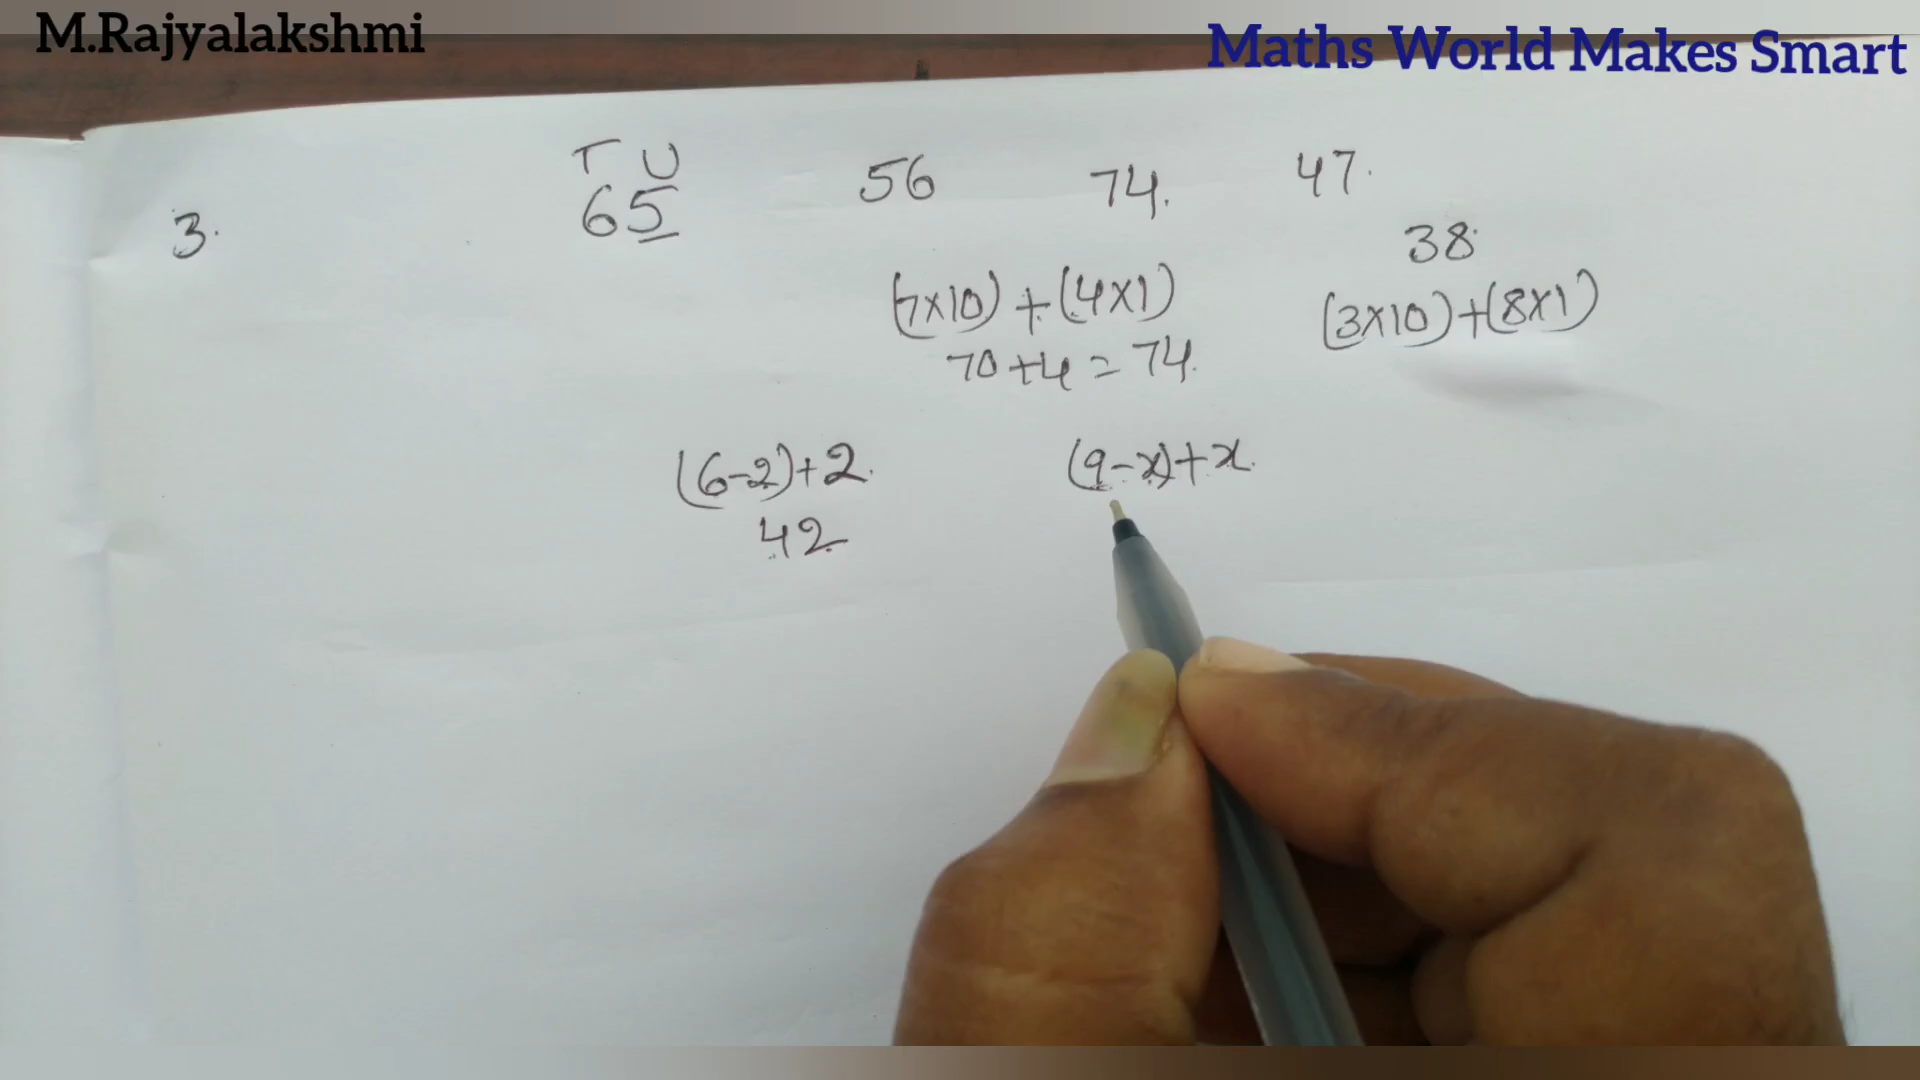 M.Rajyalakshmi
Maths World Makes Smart
3.
T U
65
56
74.
47.
38
(7x10) + (4x1)
70+4 = 74.
(3x10)+(8x1)
(6-2)+2.
42
(9-x)+x.